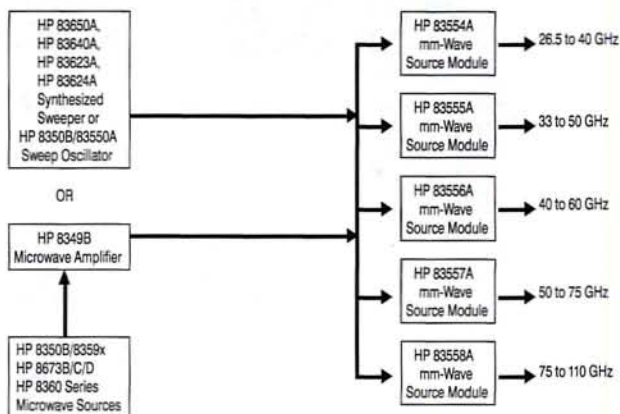 HP 83650A,
HP 83640A,
HP 83623A,
HP 83624A
Synthesized
Sweeper or
HP 8350B/83550A
Sweep Oscillator
OR
HP 8349B
Microwave Amplifier
HP 8350B/8359x
HP 8673B/C/D
HP 8360 Series
Microwave Sources
HP 83554A
mm-Wave
Source Module
26.5 to 40 GHz
HP 83555A
mm-Wave
Source Module
33 to 50 GHz
HP 83556A
mm-Wave
Source Module
40 to 60 GHz
HP 83557A
mm-Wave
Source Module
50 to 75 GHz
HP 83558A
mm-Wave
Source Module
75 to 110 GHz